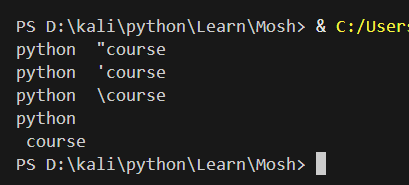 PS D:\kali\python\Learn\Mosh> & C:/Users
python  "course
python  'course
python  \course
python
 course
PS D:\kali\python\Learn\Mosh>